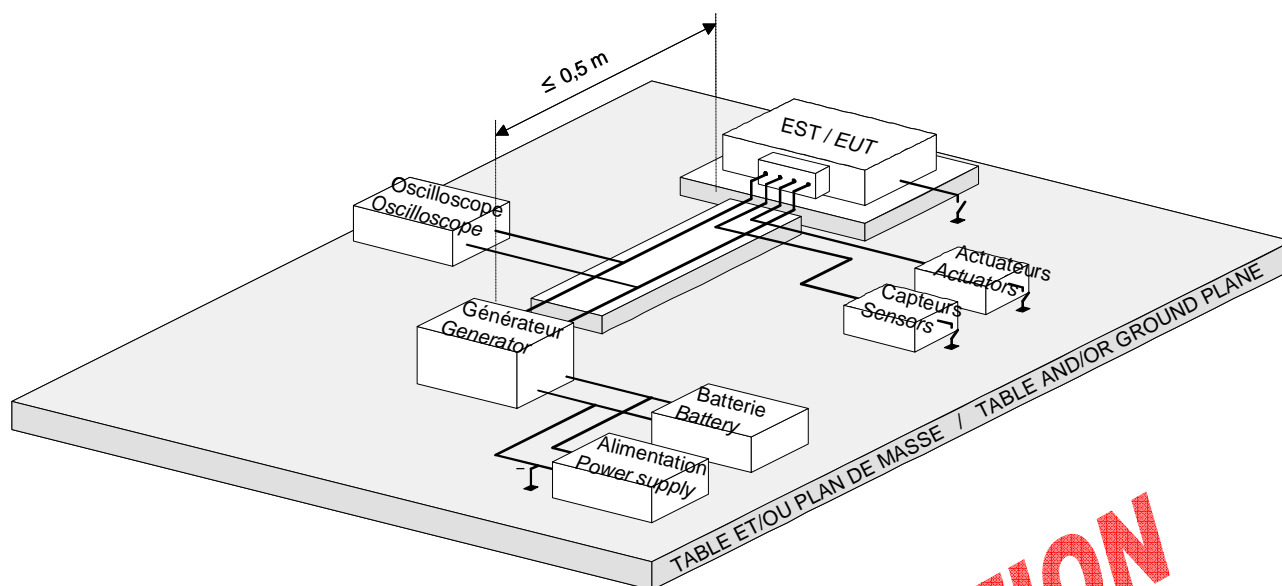 ≤ 0,5 m
EST / EUT
Oscilloscope
Oscilloscope
Actuateurs
Actuators
Capteurs
Sensors
Générateur
Generator
Batterie
Battery
Alimentation
Power supply
TABLE ET/OU PLAN DE MASSE / TABLE AND/OR GROUND PLANE